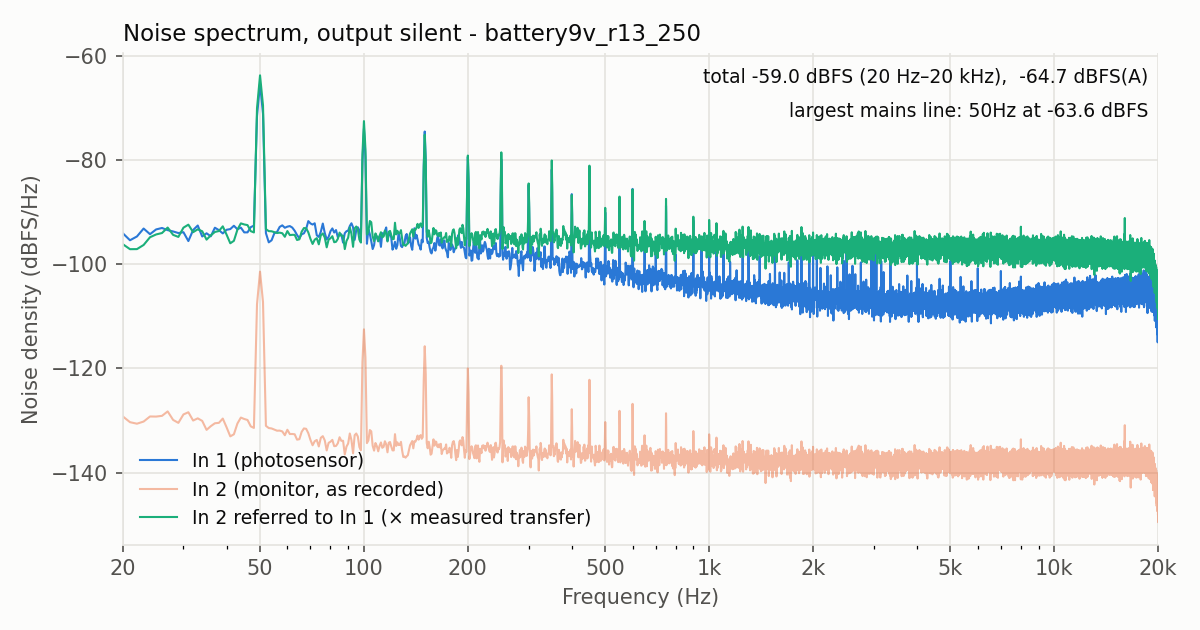 Noise spectrum, output silent - battery9v_r13_250
total -59.0 dBFS (20 Hz–20 kHz),  -64.7 dBFS(A)
largest mains line: 50Hz at -63.6 dBFS
Noise density (dBFS/Hz)
−60
−80
−100
−120
−140
In 1 (photosensor)
In 2 (monitor, as recorded)
In 2 referred to In 1 (× measured transfer)
20 50 100 200 500 1k 2k 5k 10k 20k
Frequency (Hz)